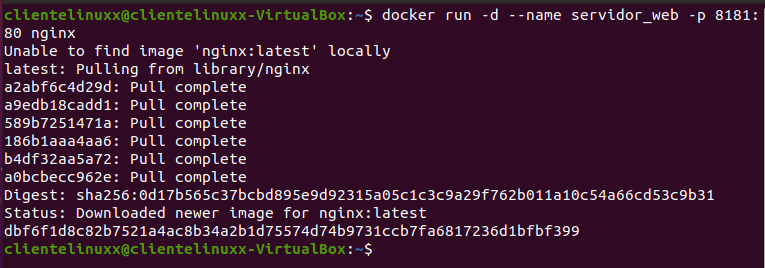 clientelinuxx@clientelinuxx-VirtualBox:~$ docker run -d --name servidor_web -p 8181:
80 nginx
Unable to find image 'nginx:latest' locally
latest: Pulling from library/nginx
a2abf6c4d29d: Pull complete
a9edb18cadd1: Pull complete
589b7251471a: Pull complete
186b1aaa4aa6: Pull complete
b4df32aa5a72: Pull complete
a0bcbecc962e: Pull complete
Digest: sha256:0d17b565c37bcbd895e9d92315a05c1c3c9a29f762b011a10c54a66cd53c9b31
Status: Downloaded newer image for nginx:latest
dbf6f1d8c82b7521a4ac8b34a2b1d75574d74b9731ccb7fa6817236d1bfbf399
clientelinuxx@clientelinuxx-VirtualBox:~$